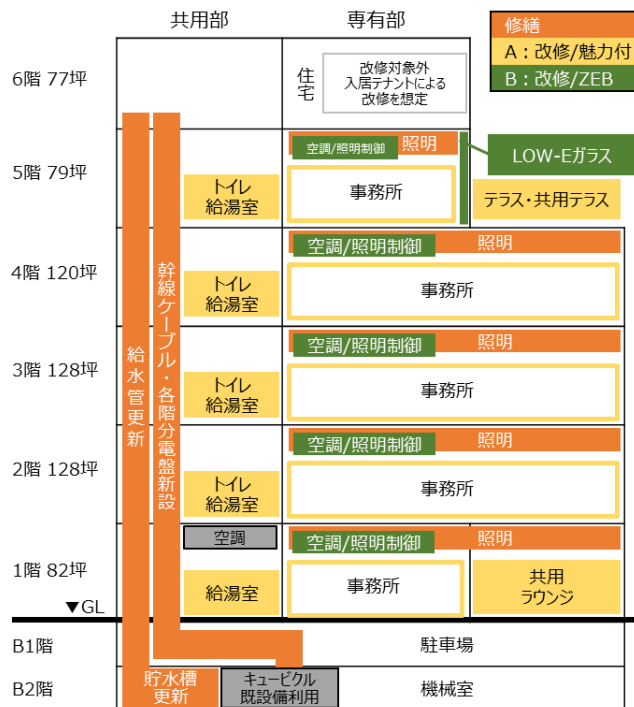 共用部
専有部
修繕
A：改修/魅力付
B：改修/ZEB
6階 77坪
住宅
改修対象外
入居テナントによる
改修を想定
空調/照明制御
照明
LOW-Eガラス
5階 79坪
トイレ
給湯室
事務所
テラス・共用テラス
空調/照明制御
照明
4階 120坪
トイレ
給湯室
事務所
給水管更新
幹線ケーブル・各階分電盤新設
空調/照明制御
照明
3階 128坪
トイレ
給湯室
事務所
空調/照明制御
照明
2階 128坪
トイレ
給湯室
事務所
空調
空調/照明制御
照明
1階 82坪
給湯室
事務所
共用
ラウンジ
▼GL
B1階
駐車場
B2階
貯水槽
更新
キュービクル
既設備利用
機械室